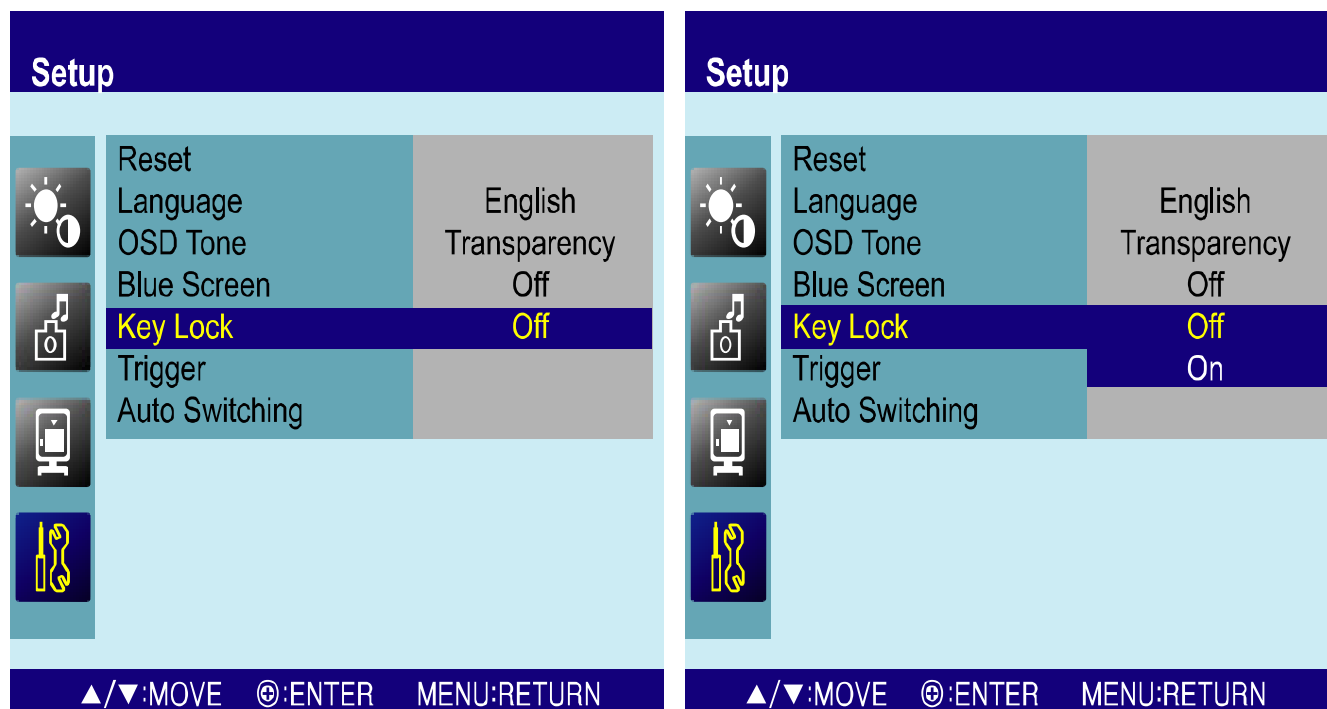 Setup
Reset
Language English
OSD Tone Transparency
Blue Screen Off
Key Lock Off
Trigger
Auto Switching
▲/▼:MOVE ⊕:ENTER MENU:RETURN
Setup
Reset
Language English
OSD Tone Transparency
Blue Screen Off
Key Lock Off
Trigger On
Auto Switching
▲/▼:MOVE ⊕:ENTER MENU:RETURN